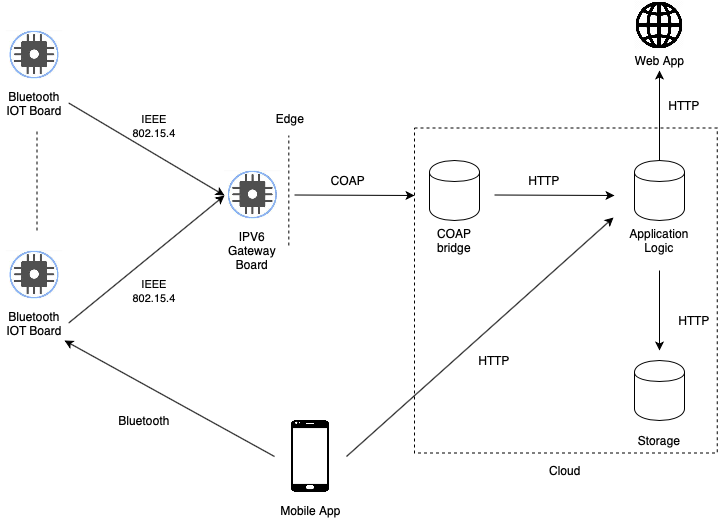 Web App
Bluetooth
IOT Board
IEEE
802.15.4
Edge
HTTP
COAP
HTTP
IPV6
Gateway
Board
COAP
bridge
Application
Logic
IEEE
802.15.4
Bluetooth
IOT Board
HTTP
HTTP
Bluetooth
Storage
Cloud
Mobile App